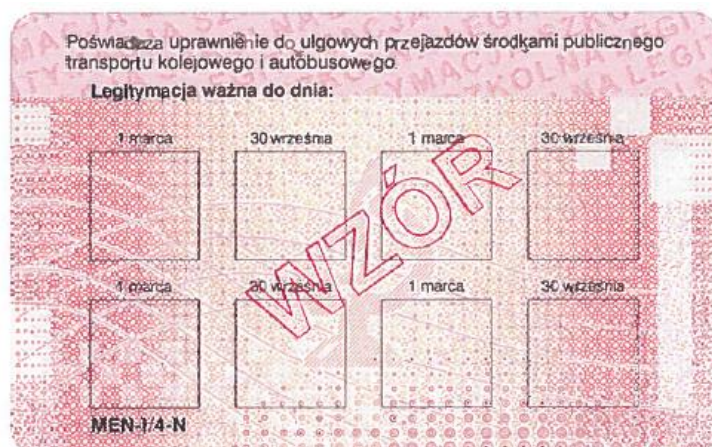 Poświadcza uprawnienie do ulgowych przejazdów środkami publicznego
transportu kolejowego i autobusowego.
Legitymacja ważna do dnia:
1 marca 30 września 1 marca 30 września
WZÓR
1 marca 30 września 1 marca 30 września
MEN-I/4-N